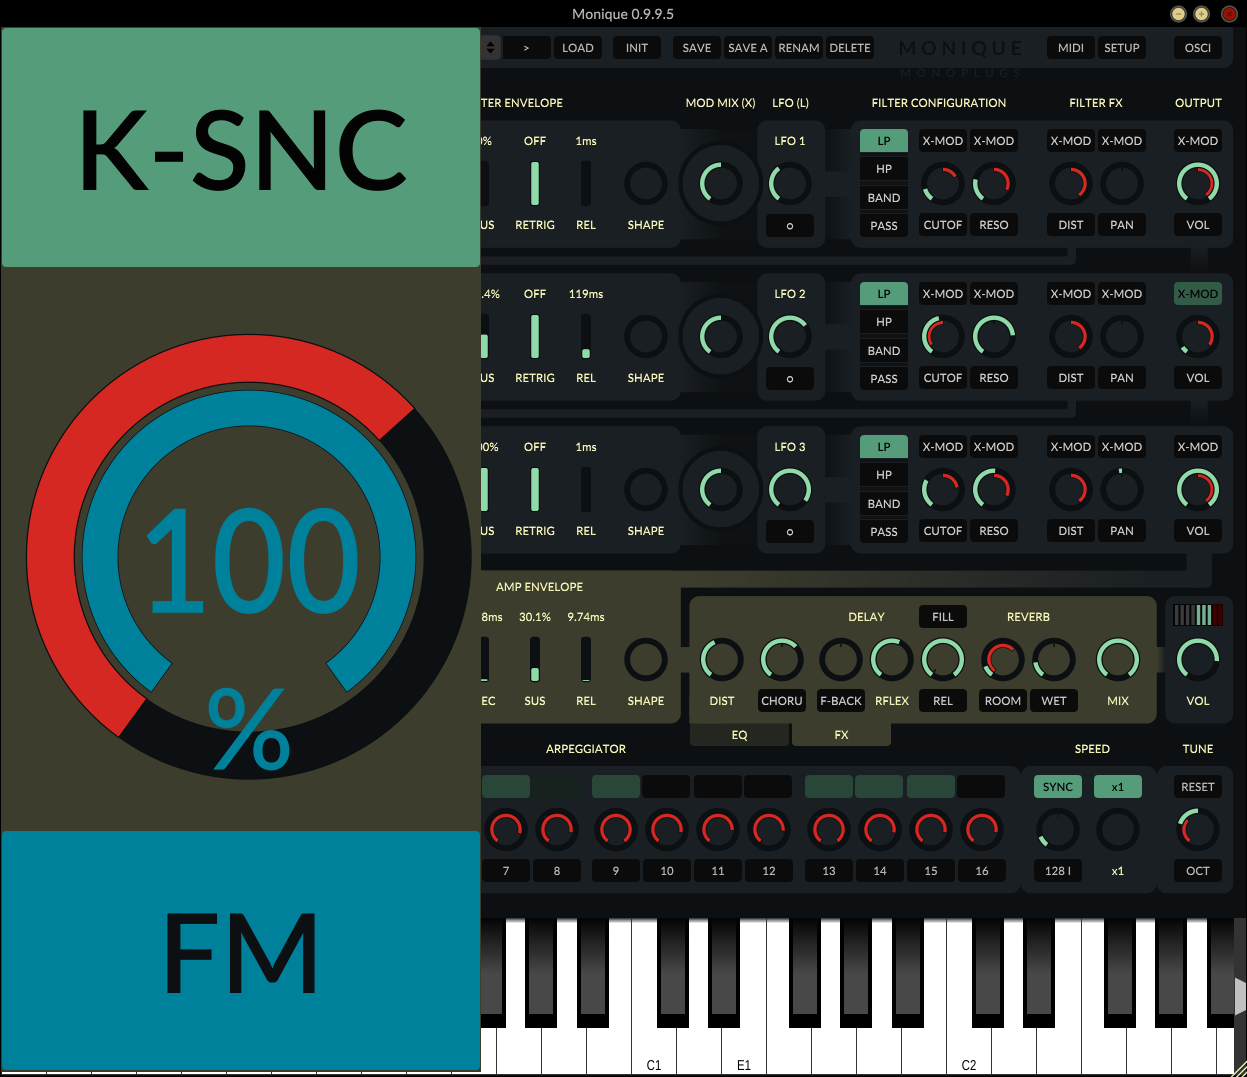 Monique 0.9.9.5
> LOAD INIT SAVE SAVE A RENAM DELETE MONIQUE MIDI SETUP OSCI
MONOPLUGS
K-SNC
100
%
FM
TER ENVELOPE MOD MIX (X) LFO (L) FILTER CONFIGURATION FILTER FX OUTPUT
0% OFF 1ms LFO 1 LP X-MOD X-MOD X-MOD X-MOD X-MOD
HP
BAND
US RETRIG REL SHAPE o PASS CUTOF RESO DIST PAN VOL
.4% OFF 119ms LFO 2 LP X-MOD X-MOD X-MOD X-MOD X-MOD
HP
BAND
US RETRIG REL SHAPE o PASS CUTOF RESO DIST PAN VOL
00% OFF 1ms LFO 3 LP X-MOD X-MOD X-MOD X-MOD X-MOD
HP
BAND
US RETRIG REL SHAPE o PASS CUTOF RESO DIST PAN VOL
AMP ENVELOPE
8ms 30.1% 9.74ms DELAY FILL REVERB
EC SUS REL SHAPE DIST CHORU F-BACK RFLEX REL ROOM WET MIX VOL
EQ FX
ARPEGGIATOR SPEED TUNE
SYNC x1 RESET
7 8 9 10 11 12 13 14 15 16 128 I x1 OCT
C1 E1 C2